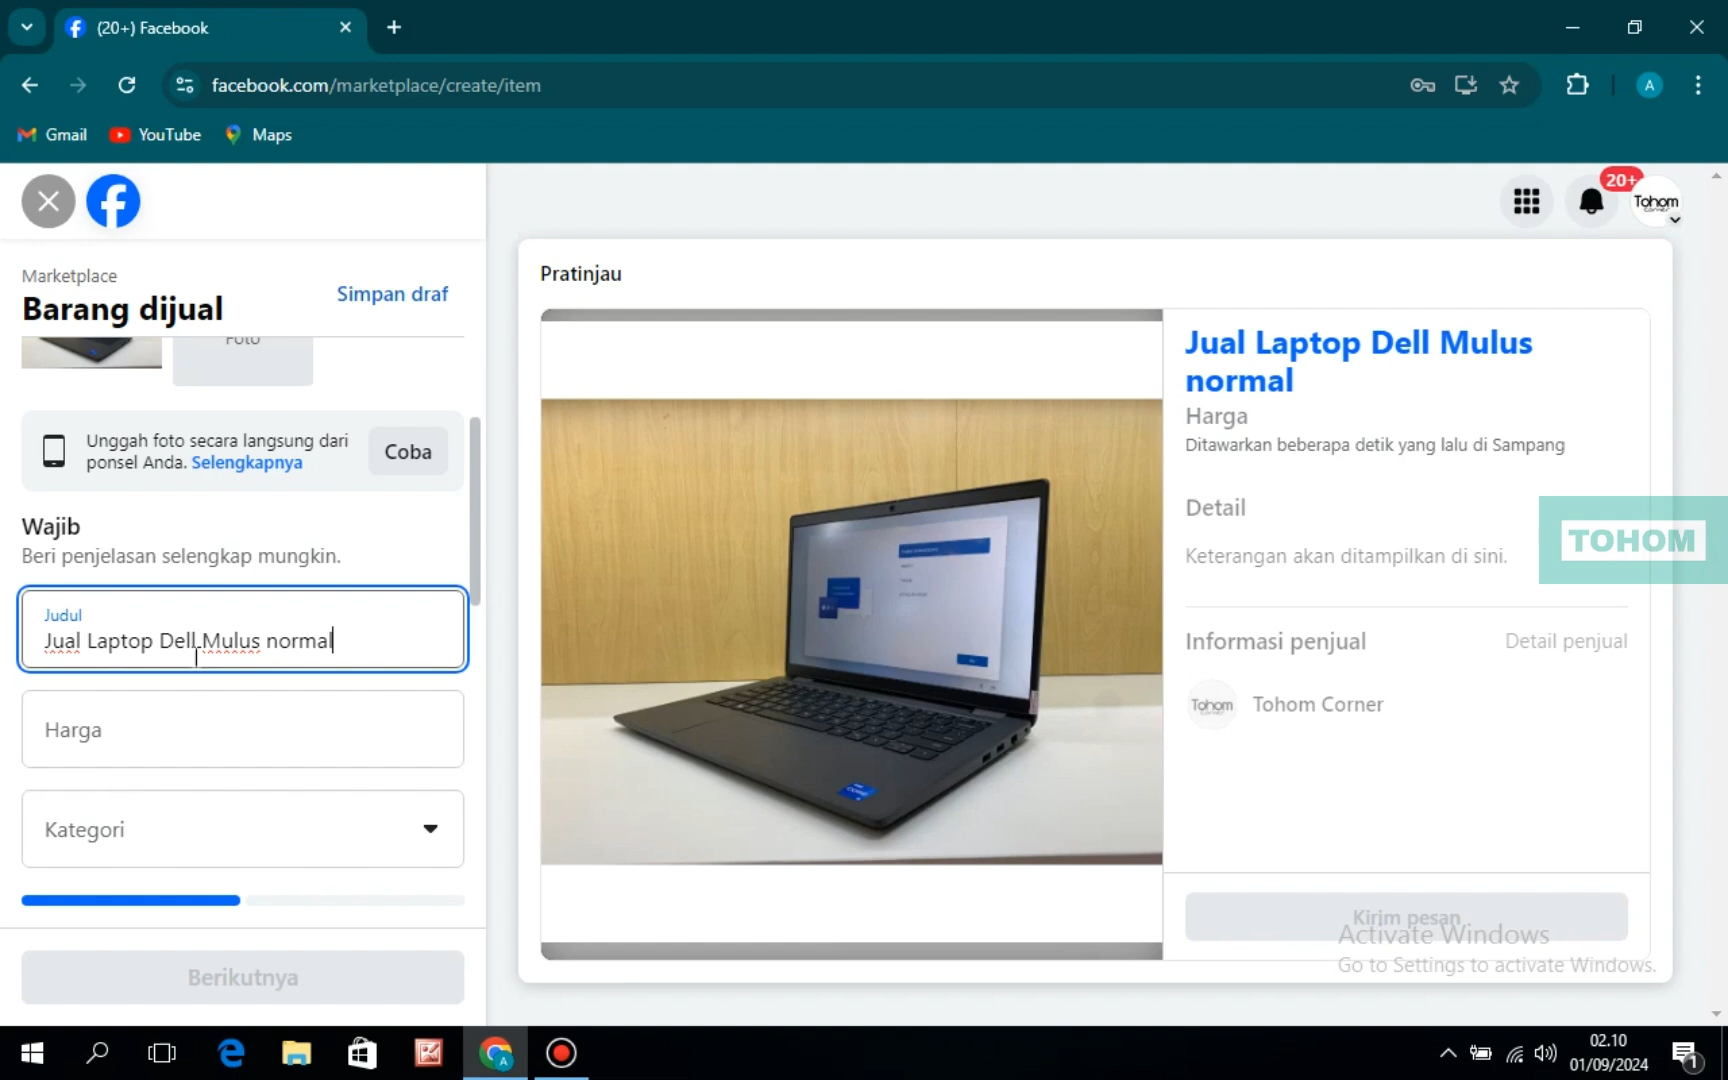 (20+) Facebook
facebook.com/marketplace/create/item
A
Gmail
YouTube
Maps
20+
Tohom
Corner
Marketplace
Barang dijual
Simpan draf
Foto
Unggah foto secara langsung dari
ponsel Anda. Selengkapnya
Coba
Wajib
Beri penjelasan selengkap mungkin.
Judul
Jual Laptop Dell Mulus normal
Harga
Kategori
Berikutnya
Pratinjau
Jual Laptop Dell Mulus
normal
Harga
Ditawarkan beberapa detik yang lalu di Sampang
Detail
Keterangan akan ditampilkan di sini.
TOHOM
Informasi penjual
Detail penjual
Tohom
Tohom Corner
Kirim pesan
Activate Windows
Go to Settings to activate Windows.
A
02.10
01/09/2024
1